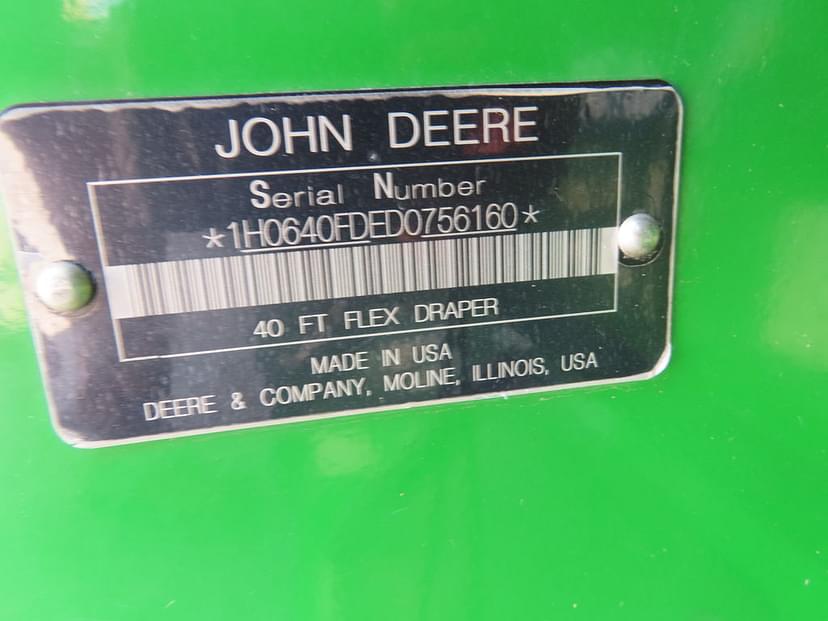 JOHN DEERE
Serial Number
*1H0640FDED0756160*
40 FT FLEX DRAPER
MADE IN USA
DEERE & COMPANY, MOLINE, ILLINOIS, USA